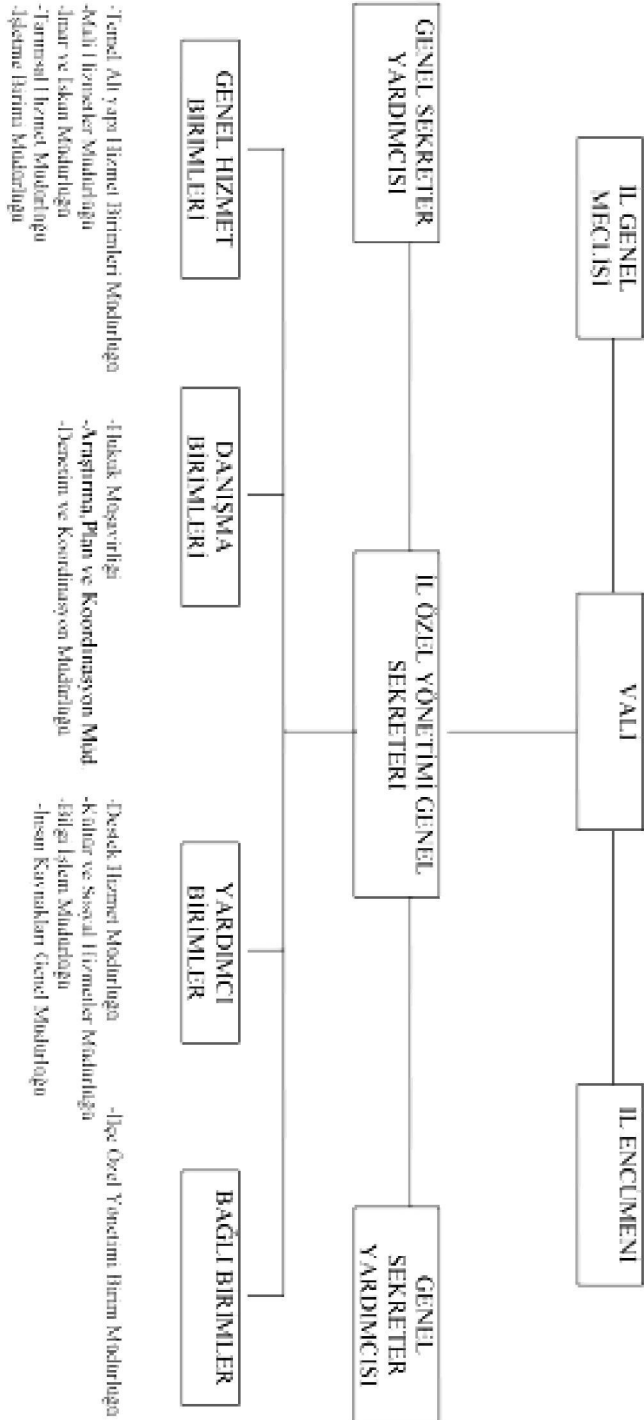 İL GENEL
MECLİSİ
VALİ
İL ENCÜMENİ
GENEL SEKRETER
YARDIMCISI
İL ÖZEL YÖNETİMİ GENEL
SEKRETERİ
GENEL
SEKRETER
YARDIMCISI
GENEL HİZMET
BİRİMLERİ
DANIŞMA
BİRİMLERİ
YARDIMCI
BİRİMLER
BAĞLI BİRİMLER
-Temel Alt yapı Hizmet Birimleri Müdürlüğü
-Mali Hizmetler Müdürlüğü
-İmar ve İskan Müdürlüğü
-Tarımsal Hizmet Müdürlüğü
-İşletme Birimi Müdürlüğü
-Hukuk Müşavirliği
-Araştırma,Plan ve Koordinasyon Müd.
-Denetim ve Koordinasyon Müdürlüğü
-Destek Hizmet Müdürlüğü
-Kültür ve Sosyal Hizmetler Müdürlüğü
-Bilgi İşlem Müdürlüğü
-İnsan Kaynakları Genel Müdürlüğü
-İlçe Özel Yönetimi Birim Müdürlüğü